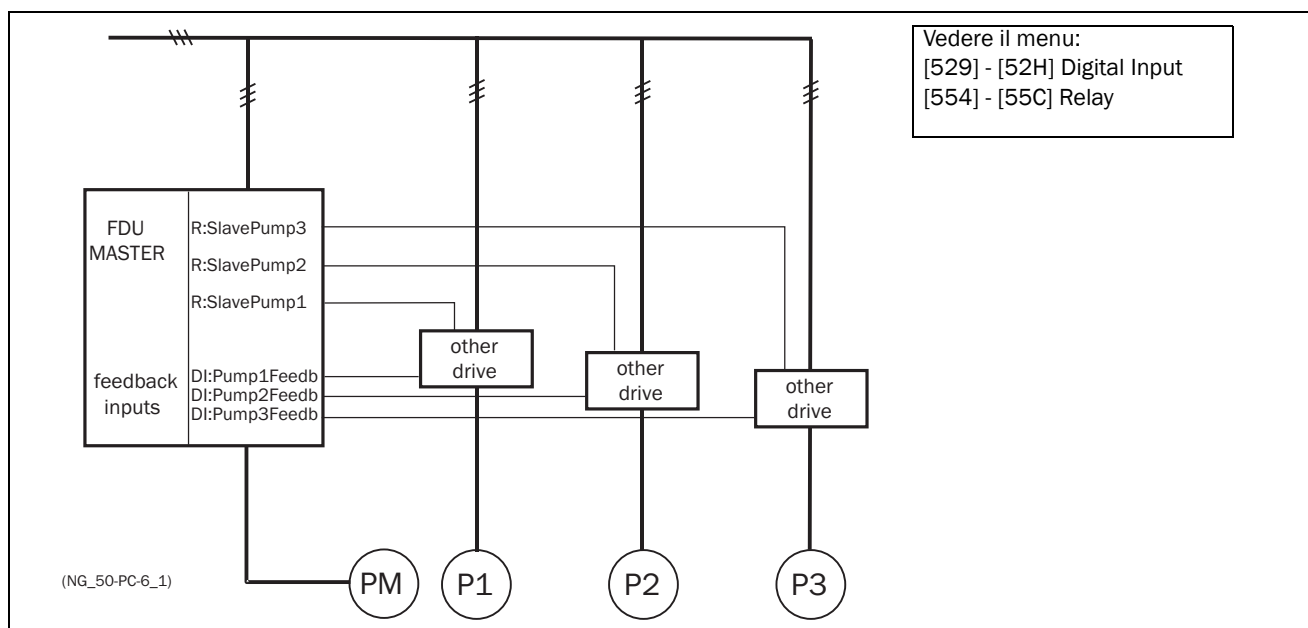 Vedere il menu:
[529] - [52H] Digital Input
[554] - [55C] Relay
FDU
MASTER
R:SlavePump3
R:SlavePump2
R:SlavePump1
feedback
inputs
DI:Pump1Feedb
DI:Pump2Feedb
DI:Pump3Feedb
other
drive
other
drive
other
drive
PM
P1
P2
P3
(NG_50-PC-6_1)